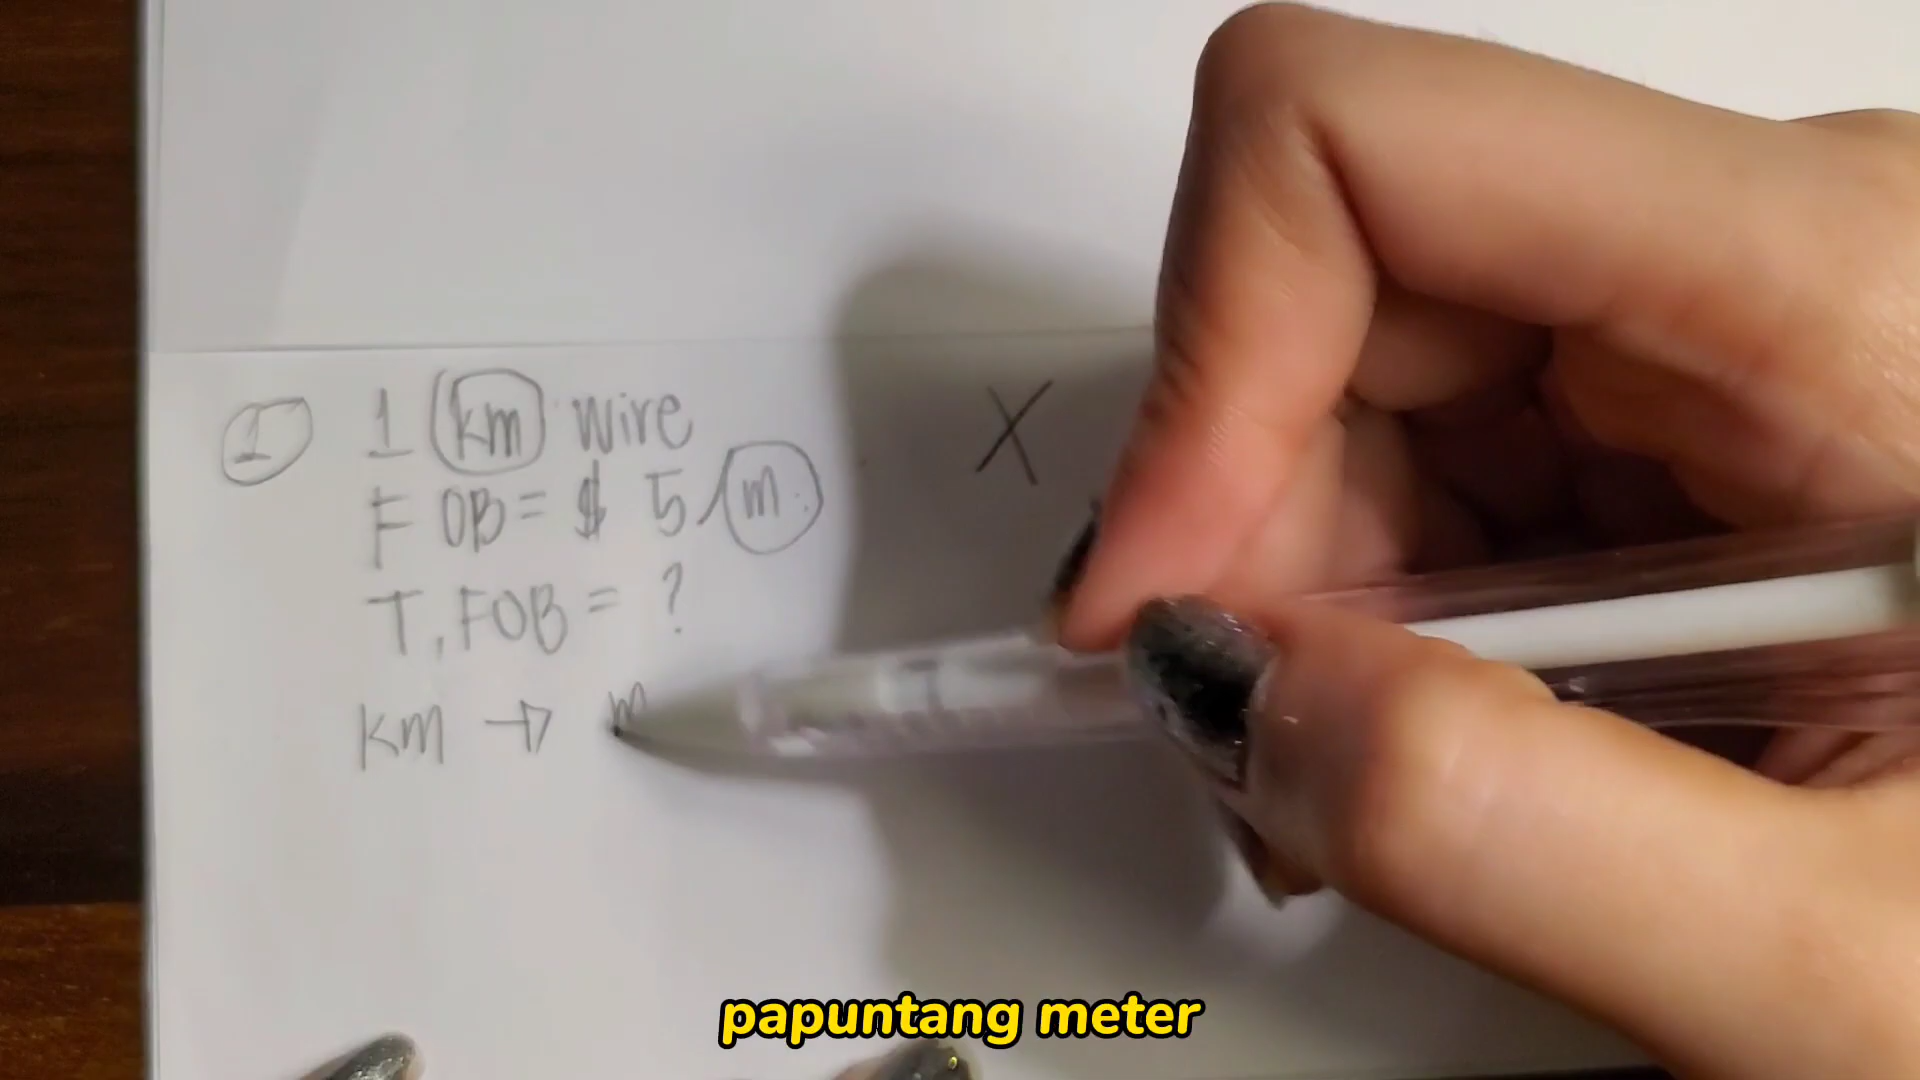 1 1 km wire
FOB = $ 5/m.
T. FOB = ?
km → m
X
papuntang meter